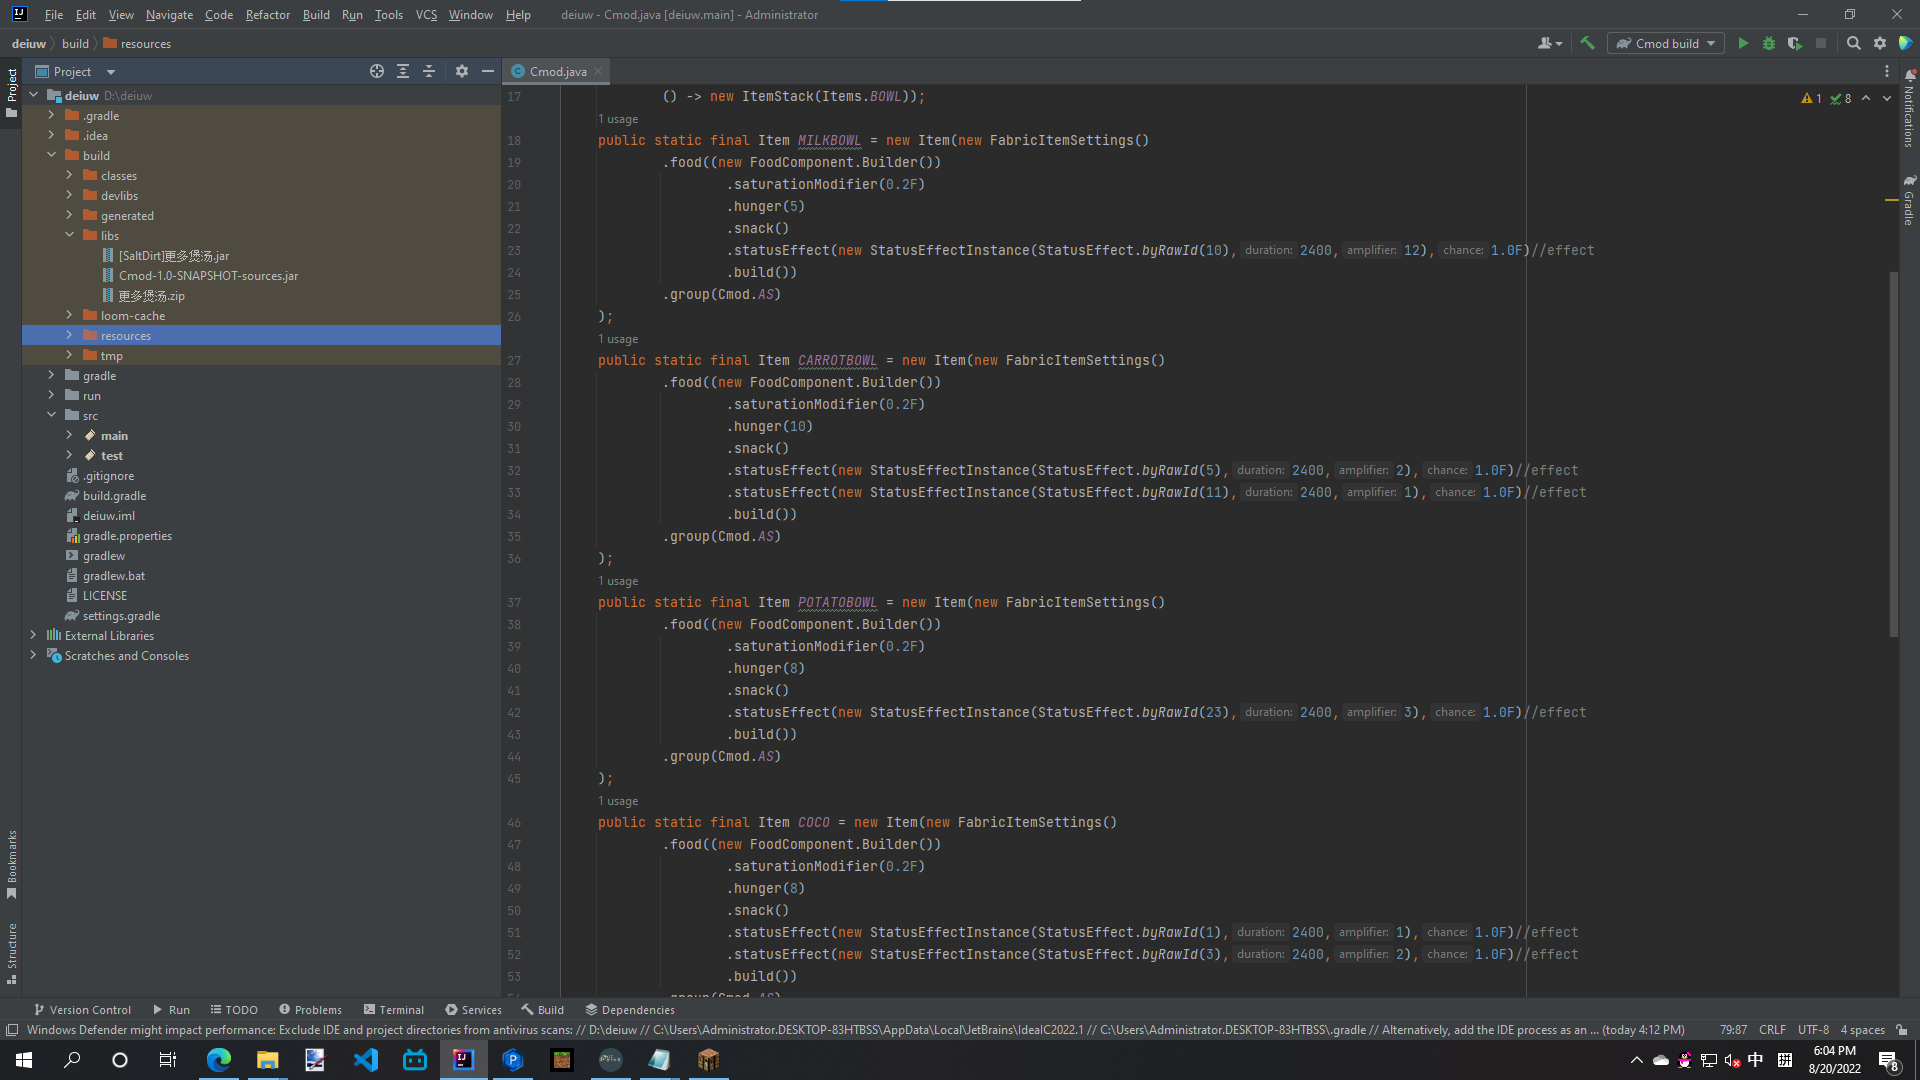 File Edit View Navigate Code Refactor Build Run Tools VCS Window Help deiuw - Cmod.java [deiuw.main] - Administrator
deiuw build resources Cmod build
Project
Cmod.java
Project
deiuw D:\deiuw
.gradle
.idea
build
classes
devlibs
generated
libs
[SaltDirt]更多煲汤.jar
Cmod-1.0-SNAPSHOT-sources.jar
更多煲汤.zip
loom-cache
resources
tmp
gradle
run
src
main
test
.gitignore
build.gradle
deiuw.iml
gradle.properties
gradlew
gradlew.bat
LICENSE
settings.gradle
External Libraries
Scratches and Consoles
Bookmarks
Structure
1 8
Notifications
Gradle
17 () -> new ItemStack(Items.BOWL));
1 usage
18 public static final Item MILKBOWL = new Item(new FabricItemSettings()
19 .food((new FoodComponent.Builder())
20 .saturationModifier(0.2F)
21 .hunger(5)
22 .snack()
23 .statusEffect(new StatusEffectInstance(StatusEffect.byRawId(10), duration: 2400, amplifier: 12), chance: 1.0F)//effect
24 .build())
25 .group(Cmod.AS)
26 );
1 usage
27 public static final Item CARROTBOWL = new Item(new FabricItemSettings()
28 .food((new FoodComponent.Builder())
29 .saturationModifier(0.2F)
30 .hunger(10)
31 .snack()
32 .statusEffect(new StatusEffectInstance(StatusEffect.byRawId(5), duration: 2400, amplifier: 2), chance: 1.0F)//effect
33 .statusEffect(new StatusEffectInstance(StatusEffect.byRawId(11), duration: 2400, amplifier: 1), chance: 1.0F)//effect
34 .build())
35 .group(Cmod.AS)
36 );
1 usage
37 public static final Item POTATOBOWL = new Item(new FabricItemSettings()
38 .food((new FoodComponent.Builder())
39 .saturationModifier(0.2F)
40 .hunger(8)
41 .snack()
42 .statusEffect(new StatusEffectInstance(StatusEffect.byRawId(23), duration: 2400, amplifier: 3), chance: 1.0F)//effect
43 .build())
44 .group(Cmod.AS)
45 );
1 usage
46 public static final Item COCO = new Item(new FabricItemSettings()
47 .food((new FoodComponent.Builder())
48 .saturationModifier(0.2F)
49 .hunger(8)
50 .snack()
51 .statusEffect(new StatusEffectInstance(StatusEffect.byRawId(1), duration: 2400, amplifier: 1), chance: 1.0F)//effect
52 .statusEffect(new StatusEffectInstance(StatusEffect.byRawId(3), duration: 2400, amplifier: 2), chance: 1.0F)//effect
53 .build())
54 .group(Cmod.AS)
Version Control Run TODO Problems Terminal Services Build Dependencies
Windows Defender might impact performance: Exclude IDE and project directories from antivirus scans: // D:\deiuw // C:\Users\Administrator.DESKTOP-83HTBSS\AppData\Local\JetBrains\IdeaIC2022.1 // C:\Users\Administrator.DESKTOP-83HTBSS\.gradle // Alternatively, add the IDE process as an ... (today 4:12 PM) 79:87 CRLF UTF-8 4 spaces
中 拼 6:04 PM
8/20/2022
8